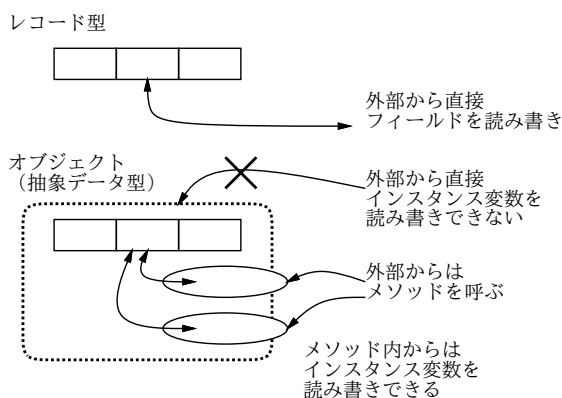 レコード型
外部から直接
フィールドを読み書き
オブジェクト
（抽象データ型）
外部から直接
インスタンス変数を
読み書きできない
外部からは
メソッドを呼ぶ
メソッド内からは
インスタンス変数を
読み書きできる